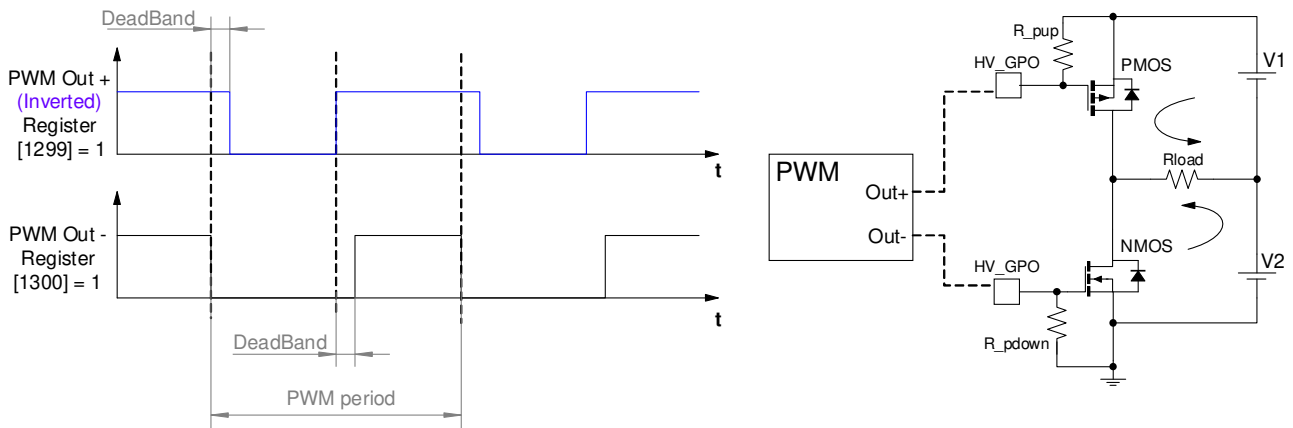 DeadBand
PWM Out +
(Inverted)
Register
[1299] = 1
t
PWM Out -
Register
[1300] = 1
t
DeadBand
PWM period
R_pup
HV_GPO
PMOS
V1
Rload
PWM
Out+
Out-
HV_GPO
NMOS
V2
R_pdown